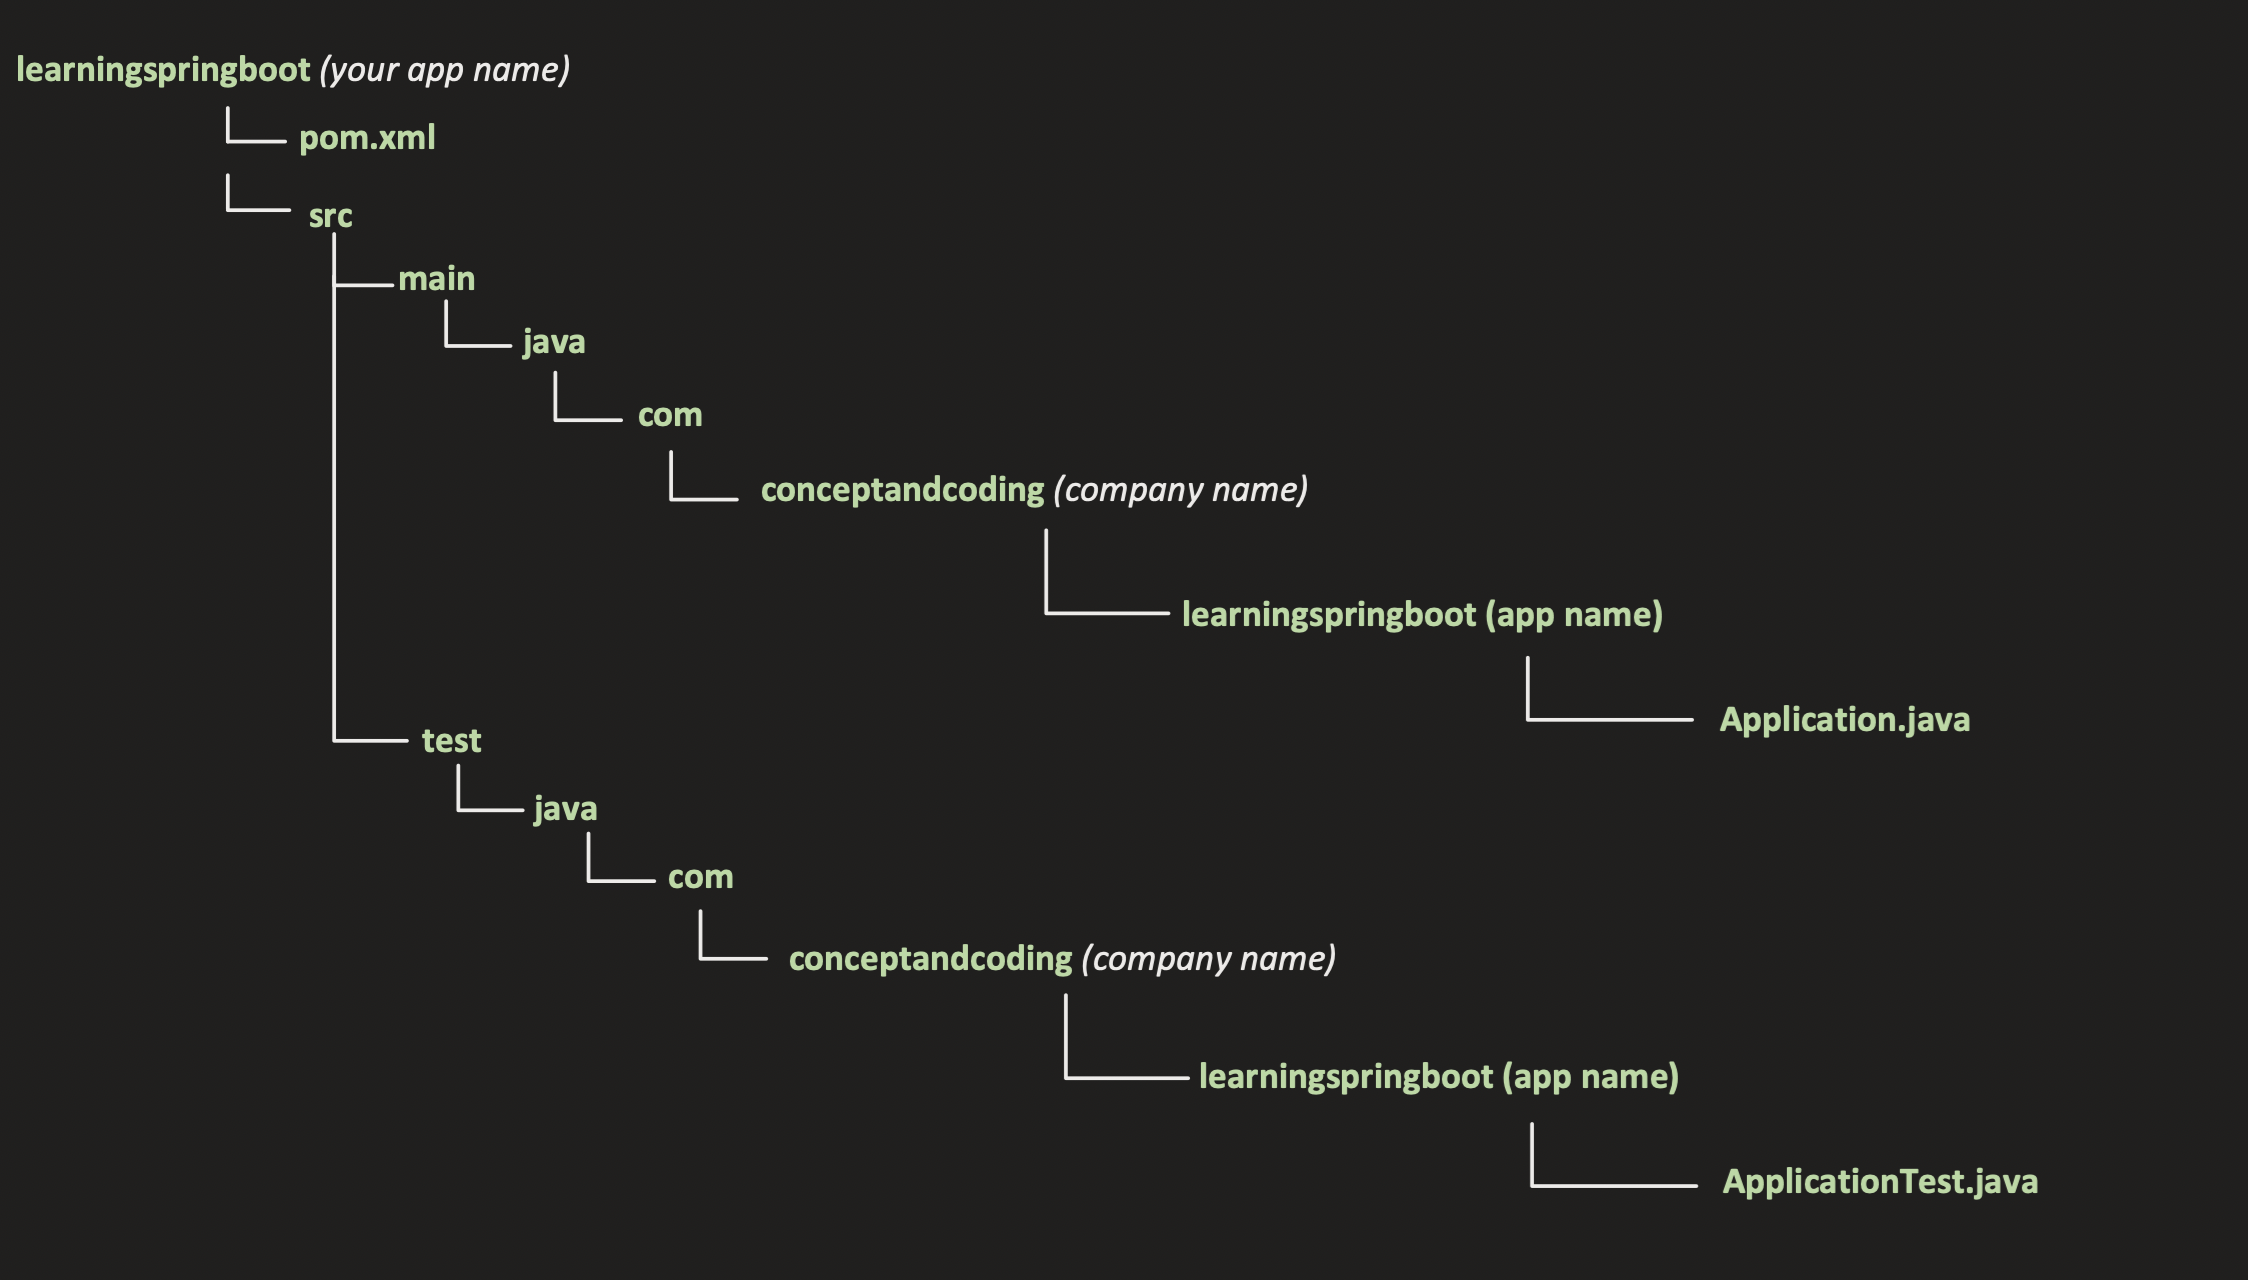 learningspringboot (your app name)
pom.xml
src
main
java
com
conceptandcoding (company name)
learningspringboot (app name)
Application.java
test
java
com
conceptandcoding (company name)
learningspringboot (app name)
ApplicationTest.java